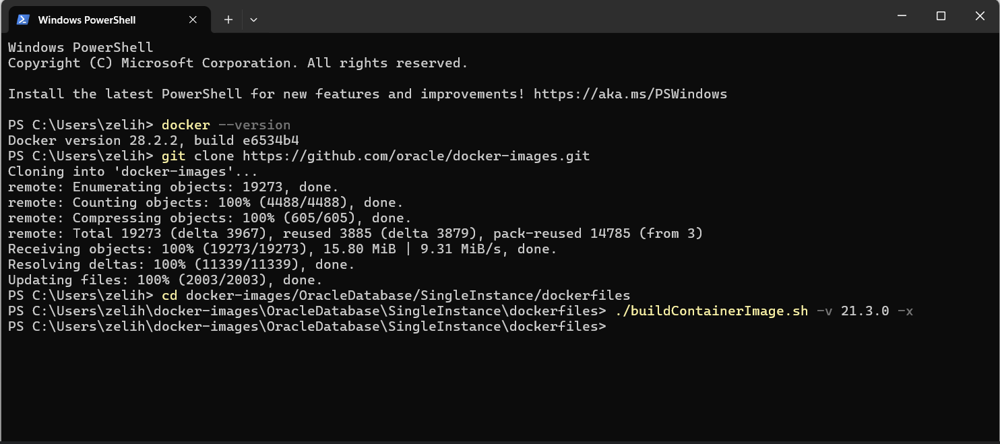 Windows PowerShell
Windows PowerShell
Copyright (C) Microsoft Corporation. All rights reserved.
Install the latest PowerShell for new features and improvements! https://aka.ms/PSWindows
PS C:\Users\zelih> docker --version
Docker version 28.2.2, build e6534b4
PS C:\Users\zelih> git clone https://github.com/oracle/docker-images.git
Cloning into 'docker-images'...
remote: Enumerating objects: 19273, done.
remote: Counting objects: 100% (4488/4488), done.
remote: Compressing objects: 100% (605/605), done.
remote: Total 19273 (delta 3967), reused 3885 (delta 3879), pack-reused 14785 (from 3)
Receiving objects: 100% (19273/19273), 15.80 MiB | 9.31 MiB/s, done.
Resolving deltas: 100% (11339/11339), done.
Updating files: 100% (2003/2003), done.
PS C:\Users\zelih> cd docker-images/OracleDatabase/SingleInstance/dockerfiles
PS C:\Users\zelih\docker-images\OracleDatabase\SingleInstance\dockerfiles> ./buildContainerImage.sh -v 21.3.0 -x
PS C:\Users\zelih\docker-images\OracleDatabase\SingleInstance\dockerfiles>